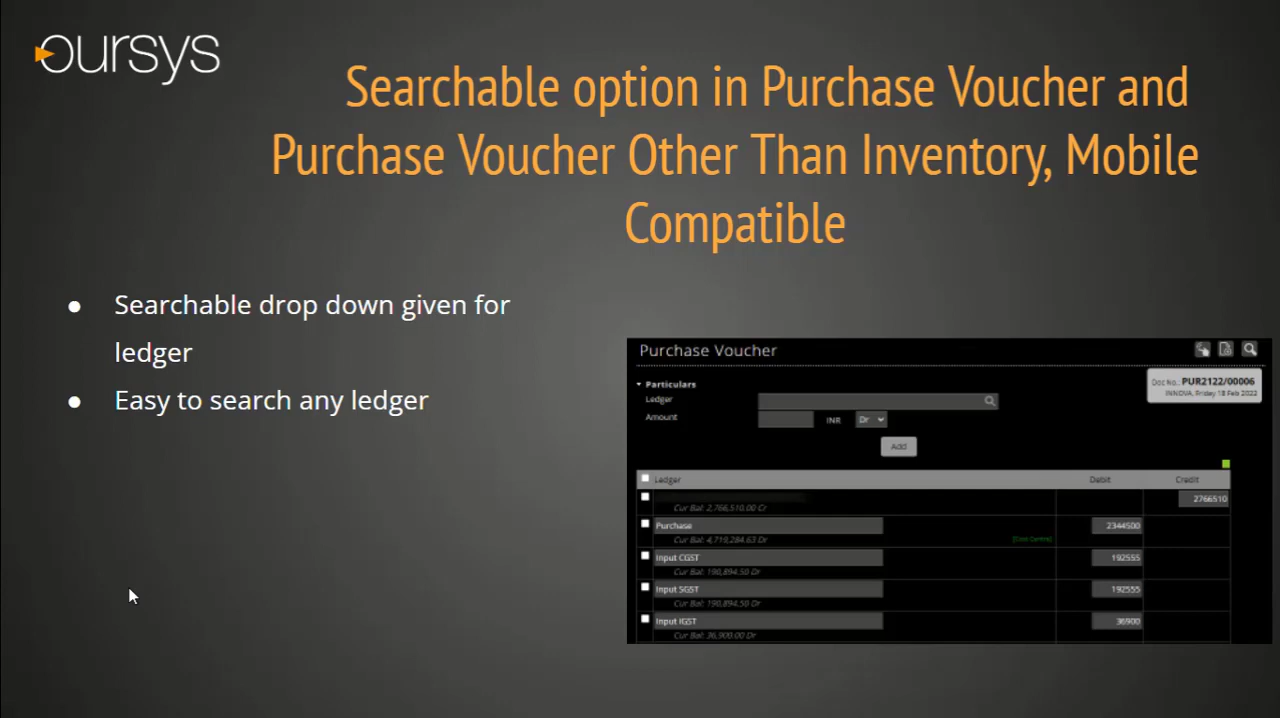 oursys
Searchable option in Purchase Voucher and
Purchase Voucher Other Than Inventory, Mobile
Compatible
● Searchable drop down given for
ledger
● Easy to search any ledger
Purchase Voucher
Particulars
Doc No.: PUR2122/00006
INNOVA, Friday 18 Feb 2022
Ledger
Amount INR Dr
Add
Ledger Debit Credit
2766510
Cur Bal: 2,766,510.00 Cr
Purchase 2344500
Cur Bal: 4,719,284.63 Dr [Cost Centre]
Input CGST 192555
Cur Bal: 190,894.50 Dr
Input SGST 192555
Cur Bal: 190,894.50 Dr
Input IGST 36900
Cur Bal: 36,900.00 Dr